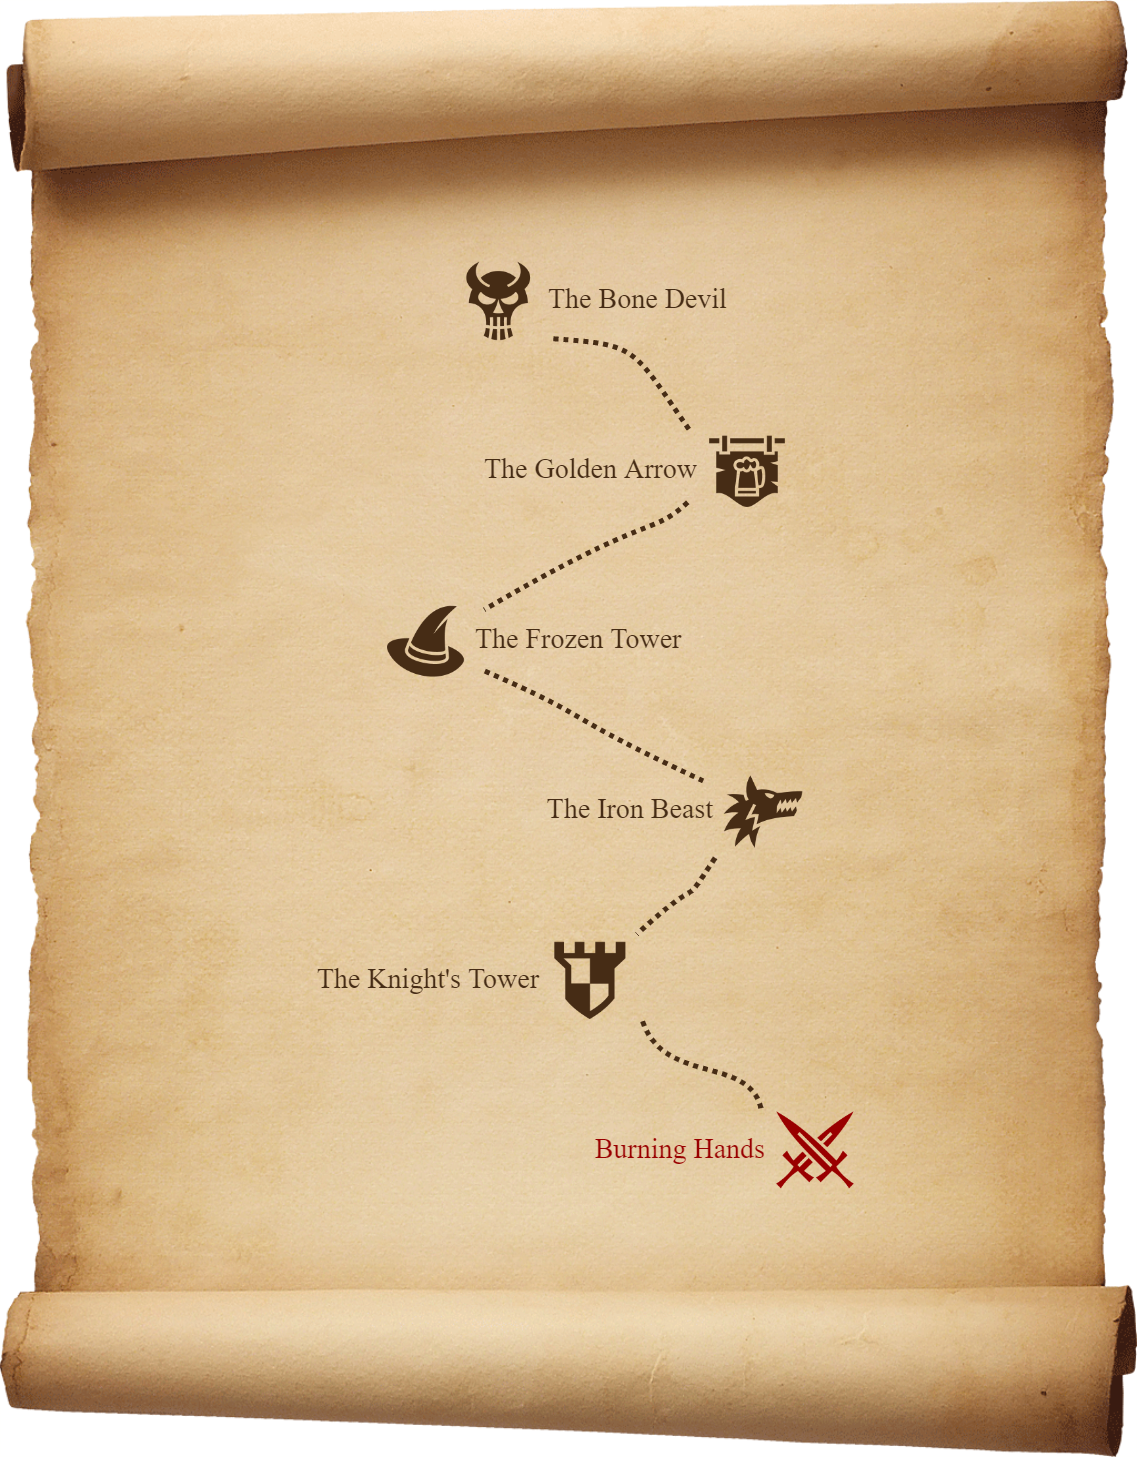 The Bone Devil
The Golden Arrow
The Frozen Tower
The Iron Beast
The Knight's Tower
Burning Hands